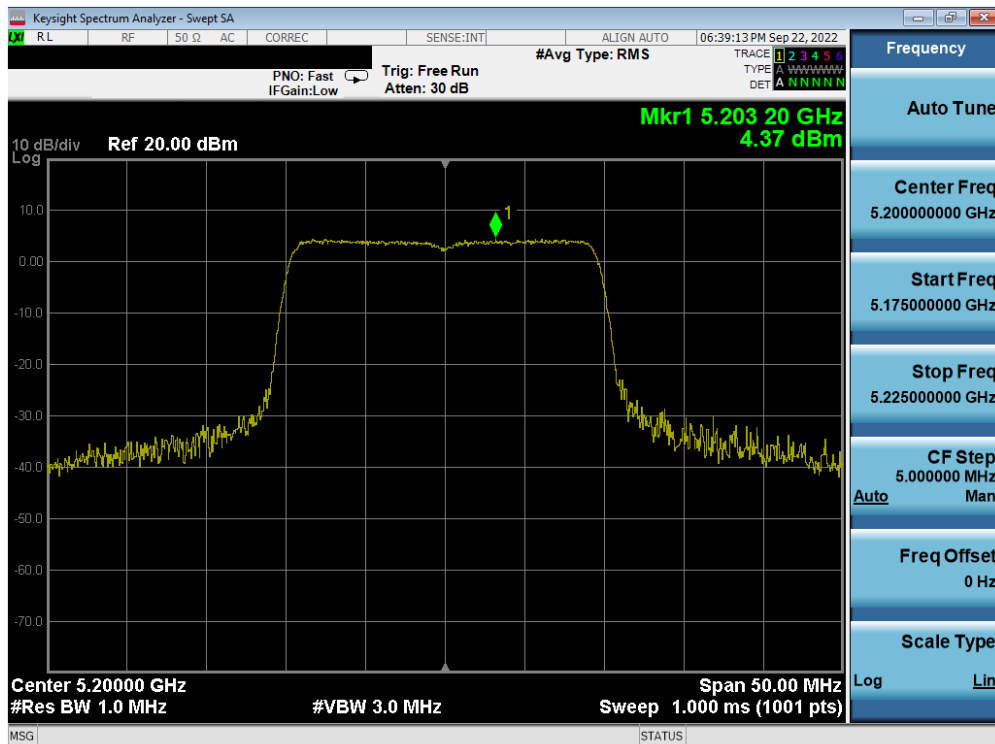 Keysight Spectrum Analyzer - Swept SA
LXI RL RF 50 Ω AC CORREC SENSE:INT ALIGN AUTO 06:39:13 PM Sep 22, 2022
PNO: Fast
IFGain:Low
Trig: Free Run
Atten: 30 dB
#Avg Type: RMS
TRACE 1 2 3 4 5 6
TYPE A WWWWW
DET A N N N N N
Mkr1 5.203 20 GHz
4.37 dBm
10 dB/div
Log
Ref 20.00 dBm
1
10.0
0.00
-10.0
-20.0
-30.0
-40.0
-50.0
-60.0
-70.0
Center 5.20000 GHz
Span 50.00 MHz
#Res BW 1.0 MHz
#VBW 3.0 MHz
Sweep 1.000 ms (1001 pts)
MSG
STATUS
Frequency
Auto Tune
Center Freq
5.200000000 GHz
Start Freq
5.175000000 GHz
Stop Freq
5.225000000 GHz
CF Step
5.000000 MHz
Auto Man
Freq Offset
0 Hz
Scale Type
Log Lin